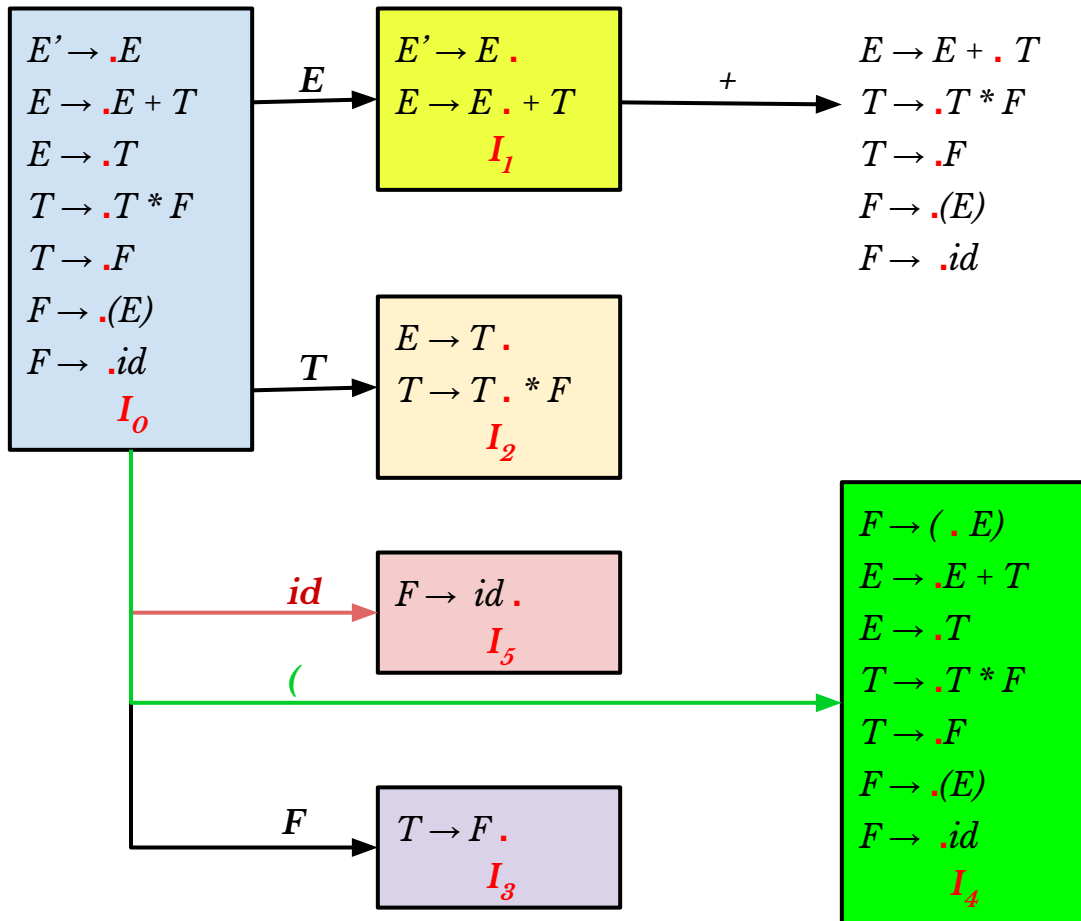 E’ → .E
E → .E + T
E → .T
T → .T * F
T → .F
F → .(E)
F → .id
I₀
E
E’ → E .
E → E . + T
I₁
+
E → E + . T
T → .T * F
T → .F
F → .(E)
F → .id
T
E → T .
T → T . * F
I₂
id
F → id .
I₅
(
F → ( . E)
E → .E + T
E → .T
T → .T * F
T → .F
F → .(E)
F → .id
I₄
F
T → F .
I₃